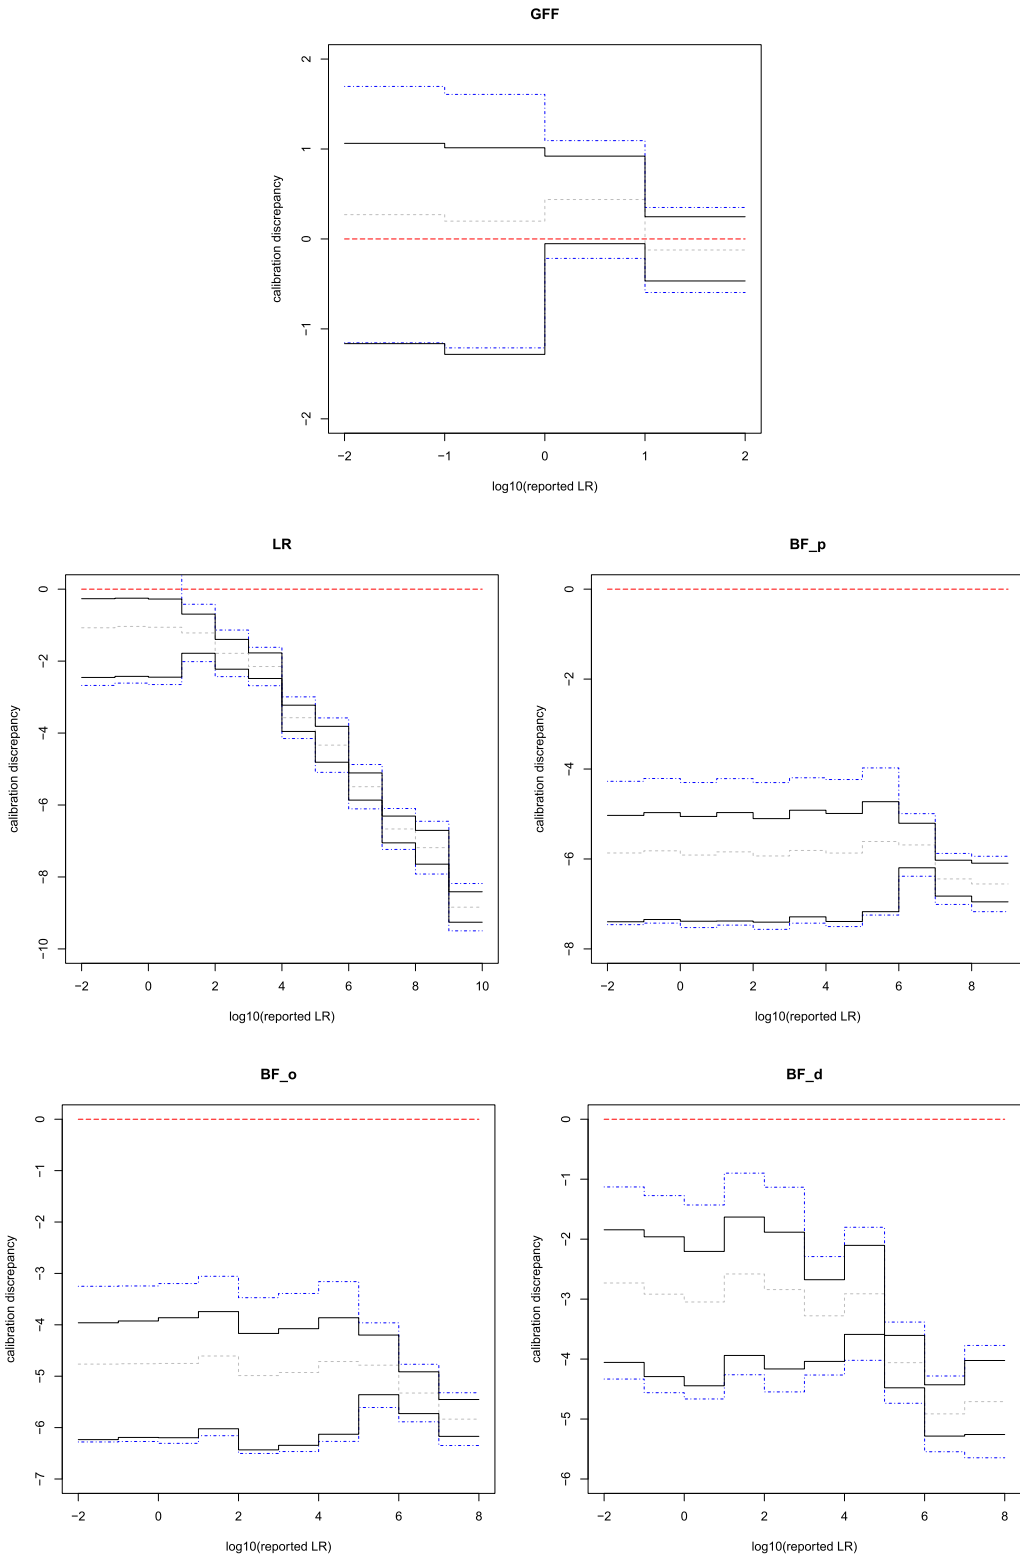 GFF
2
1
0
−1
−2
calibration discrepancy
−2 −1 0 1 2
log10(reported LR)
LR
0
−2
−4
−6
−8
−10
calibration discrepancy
−2 0 2 4 6 8 10
log10(reported LR)
BF_p
0
−2
−4
−6
−8
calibration discrepancy
−2 0 2 4 6 8
log10(reported LR)
BF_o
0
−1
−2
−3
−4
−5
−6
−7
calibration discrepancy
−2 0 2 4 6 8
log10(reported LR)
BF_d
0
−1
−2
−3
−4
−5
−6
calibration discrepancy
−2 0 2 4 6 8
log10(reported LR)